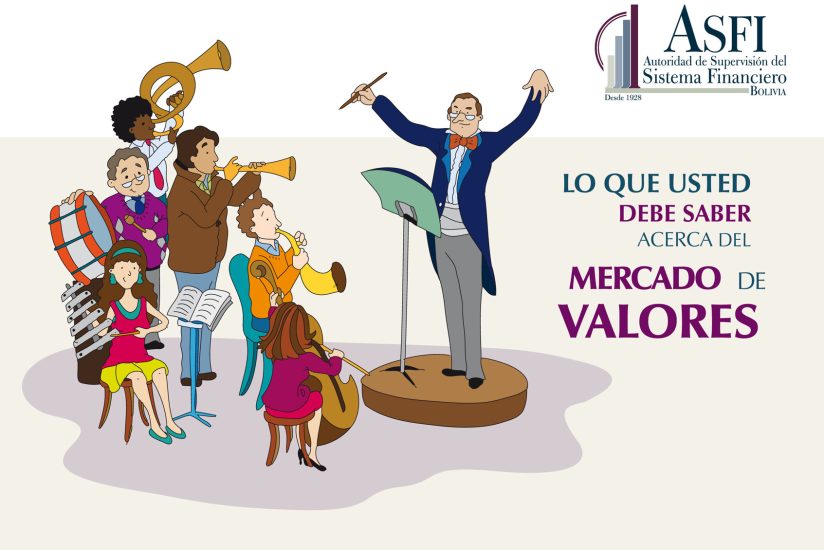 ASFI
Autoridad de Supervisión del
Sistema Financiero
BOLIVIA
Desde 1928
LO QUE USTED
DEBE SABER
ACERCA DEL
MERCADO DE
VALORES